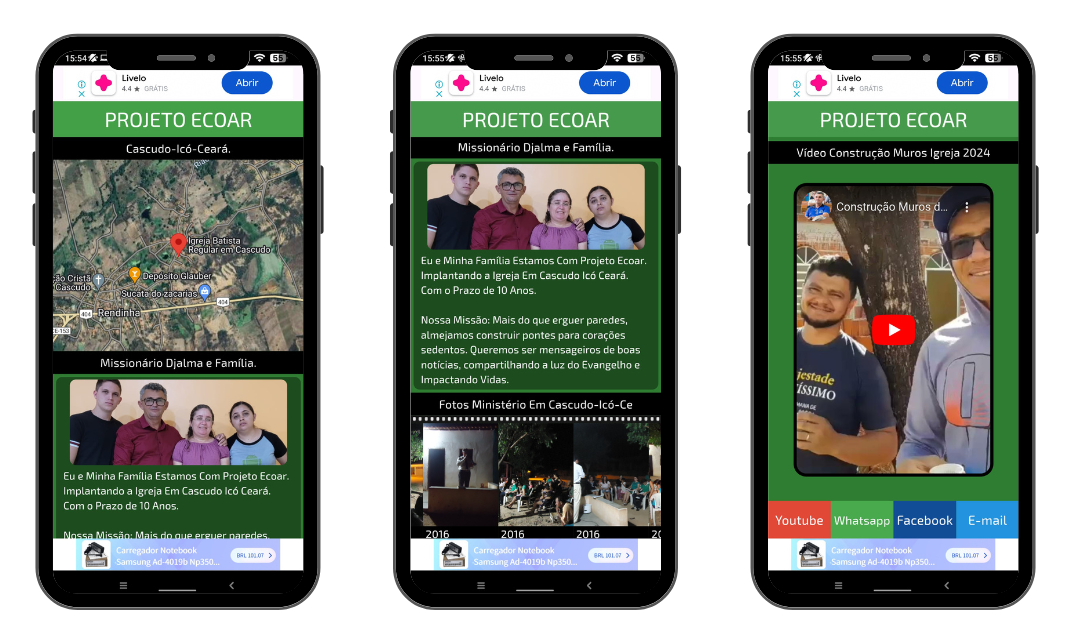 15:54
55
Livelo
4.4 ★ GRÁTIS
Abrir
PROJETO ECOAR
Cascudo-Icó-Ceará.
Igreja Batista
Regular em Cascudo
ão Cristã
Cascudo
Depósito Glauber
Sucata do zacarias
404
404
Rendinha
E-153
Missionário Djalma e Família.
Eu e Minha Família Estamos Com Projeto Ecoar.
Implantando a Igreja Em Cascudo Icó Ceará.
Com o Prazo de 10 Anos.
Nossa Missão: Mais do que erguer paredes,
Carregador Notebook
Samsung Ad-4019b Np350...
BRL 101.07
15:55
55
Livelo
4.4 ★ GRÁTIS
Abrir
PROJETO ECOAR
Missionário Djalma e Família.
Eu e Minha Família Estamos Com Projeto Ecoar.
Implantando a Igreja Em Cascudo Icó Ceará.
Com o Prazo de 10 Anos.
Nossa Missão: Mais do que erguer paredes,
almejamos construir pontes para corações
sedentos. Queremos ser mensageiros de boas
notícias, compartilhando a luz do Evangelho e
Impactando Vidas.
Fotos Ministério Em Cascudo-Icó-Ce
2016 2016 2016 20
Carregador Notebook
Samsung Ad-4019b Np350...
BRL 101.07
15:55
55
Livelo
4.4 ★ GRÁTIS
Abrir
PROJETO ECOAR
Vídeo Construção Muros Igreja 2024
Construção Muros d...
jestade
TÍSSIMO
Youtube Whatsapp Facebook E-mail
Carregador Notebook
Samsung Ad-4019b Np350...
BRL 101.07